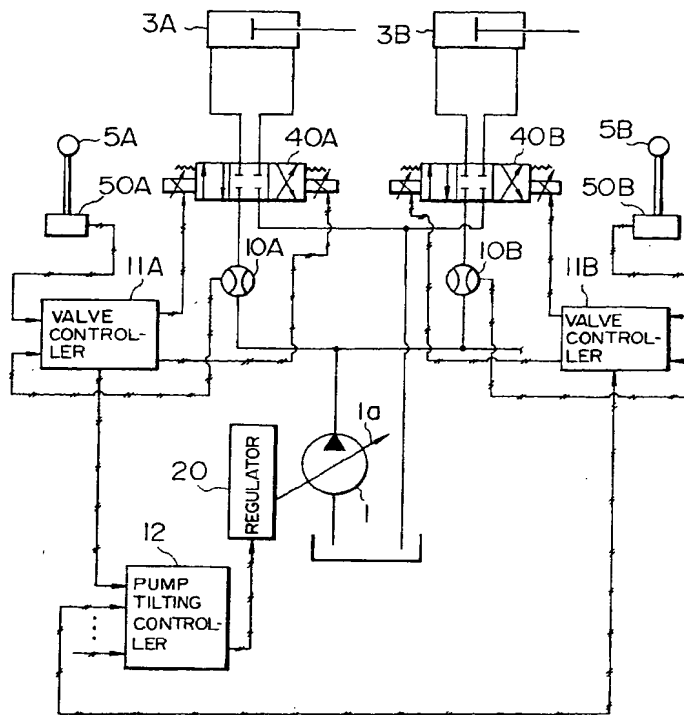 3A
3B
5A
40A
40B
5B
50A
50B
10A
10B
11A
11B
VALVE
CONTROL-
LER
VALVE
CONTROL-
LER
1a
20
REGULATOR
1
12
PUMP
TILTING
CONTROL-
LER